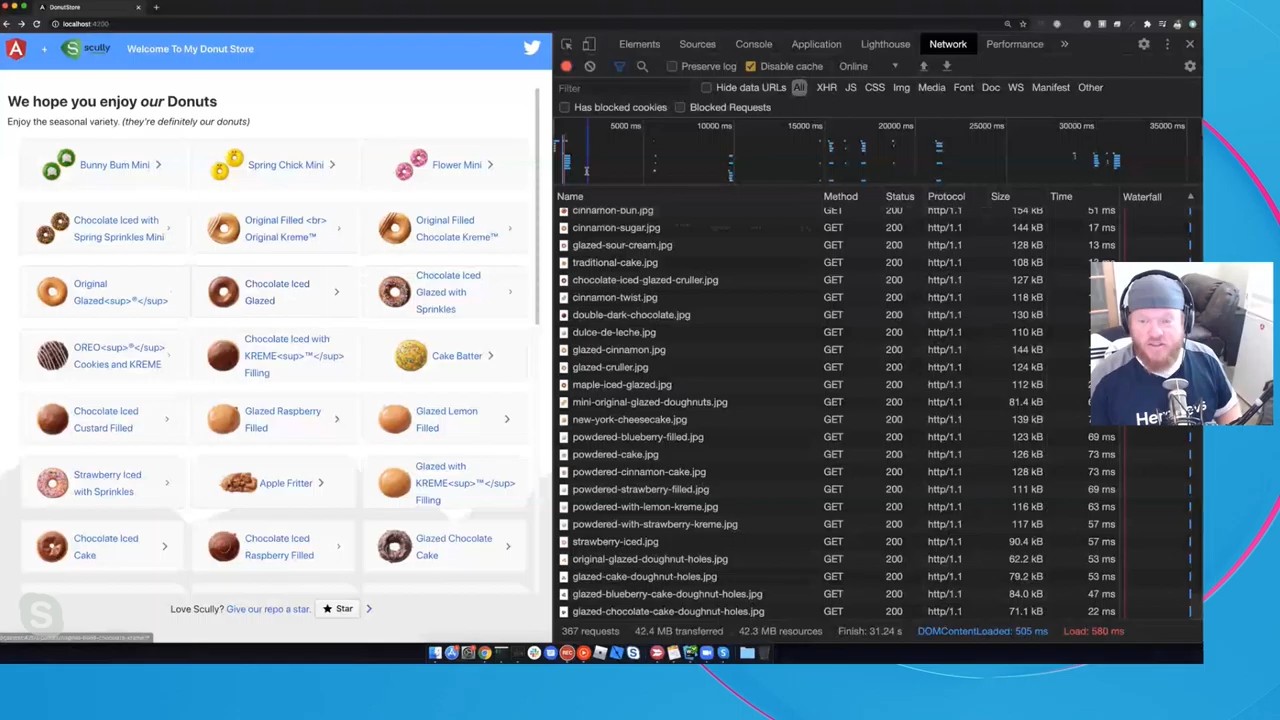 DonutStore
localhost:4200
Elements
Sources
Console
Application
Lighthouse
Network
Performance
scully
Welcome To My Donut Store
Preserve log
Disable cache
Online
Filter
Hide data URLs
All
XHR
JS
CSS
Img
Media
Font
Doc
WS
Manifest
Other
Has blocked cookies
Blocked Requests
We hope you enjoy our Donuts
Enjoy the seasonal variety. (they're definitely our donuts)
5000 ms
10000 ms
15000 ms
20000 ms
25000 ms
30000 ms
35000 ms
Bunny Bum Mini
Spring Chick Mini
Flower Mini
Chocolate Iced with
Spring Sprinkles Mini
Original Filled <br>
Original Kreme™
Original Filled
Chocolate Kreme™
Original
Glazed<sup>®</sup>
Chocolate Iced
Glazed
Chocolate Iced
Glazed with
Sprinkles
OREO<sup>®</sup>
Cookies and KREME
Chocolate Iced with
KREME<sup>™</sup>
Filling
Cake Batter
Chocolate Iced
Custard Filled
Glazed Raspberry
Filled
Glazed Lemon
Filled
Strawberry Iced
with Sprinkles
Apple Fritter
Glazed with
KREME<sup>™</sup>
Filling
Chocolate Iced
Cake
Chocolate Iced
Raspberry Filled
Glazed Chocolate
Cake
Love Scully? Give our repo a star.
Star
Name Method Status Protocol Size Time Waterfall
cinnamon-bun.jpg GET 200 http/1.1 154 kB 51 ms
cinnamon-sugar.jpg GET 200 http/1.1 144 kB 17 ms
glazed-sour-cream.jpg GET 200 http/1.1 128 kB 13 ms
traditional-cake.jpg GET 200 http/1.1 108 kB
chocolate-iced-glazed-cruller.jpg GET 200 http/1.1 127 kB
cinnamon-twist.jpg GET 200 http/1.1 118 kB
double-dark-chocolate.jpg GET 200 http/1.1 130 kB
dulce-de-leche.jpg GET 200 http/1.1 110 kB
glazed-cinnamon.jpg GET 200 http/1.1 144 kB
glazed-cruller.jpg GET 200 http/1.1 124 kB
maple-iced-glazed.jpg GET 200 http/1.1 112 kB
mini-original-glazed-doughnuts.jpg GET 200 http/1.1 81.4 kB
new-york-cheesecake.jpg GET 200 http/1.1 139 kB
powdered-blueberry-filled.jpg GET 200 http/1.1 123 kB 69 ms
powdered-cake.jpg GET 200 http/1.1 126 kB 73 ms
powdered-cinnamon-cake.jpg GET 200 http/1.1 128 kB 73 ms
powdered-strawberry-filled.jpg GET 200 http/1.1 111 kB 69 ms
powdered-with-lemon-kreme.jpg GET 200 http/1.1 116 kB 63 ms
powdered-with-strawberry-kreme.jpg GET 200 http/1.1 117 kB 57 ms
strawberry-iced.jpg GET 200 http/1.1 90.4 kB 57 ms
original-glazed-doughnut-holes.jpg GET 200 http/1.1 62.2 kB 53 ms
glazed-cake-doughnut-holes.jpg GET 200 http/1.1 79.2 kB 53 ms
glazed-blueberry-cake-doughnut-holes.jpg GET 200 http/1.1 84.0 kB 47 ms
glazed-chocolate-cake-doughnut-holes.jpg GET 200 http/1.1 71.1 kB 22 ms
367 requests 42.4 MB transferred 42.3 MB resources Finish: 31.24 s DOMContentLoaded: 505 ms Load: 580 ms